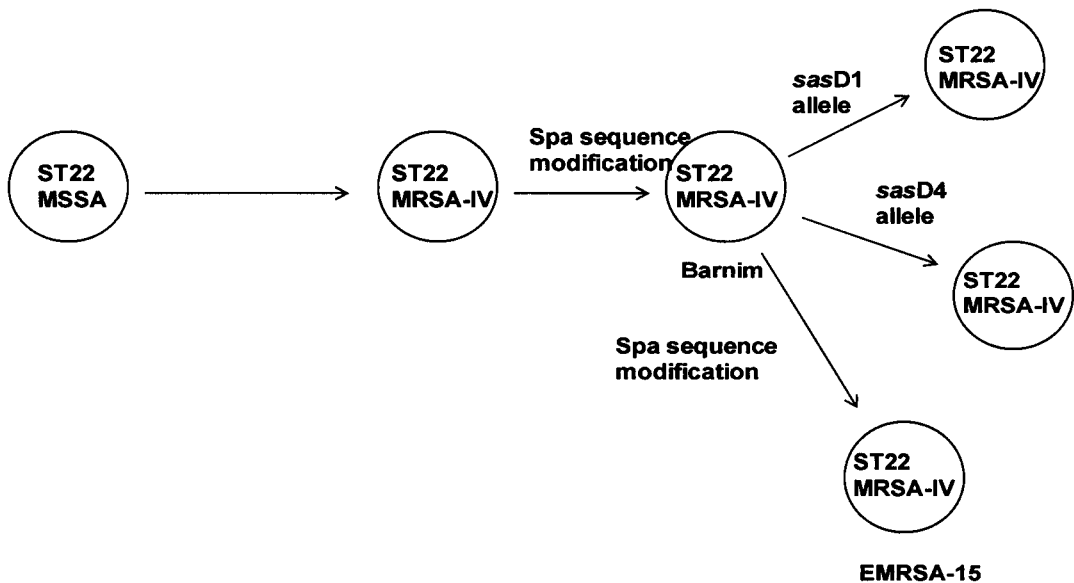 ST22
MSSA
ST22
MRSA-IV
Spa sequence
modification
ST22
MRSA-IV
Barnim
sasD1
allele
ST22
MRSA-IV
sasD4
allele
ST22
MRSA-IV
Spa sequence
modification
ST22
MRSA-IV
EMRSA-15